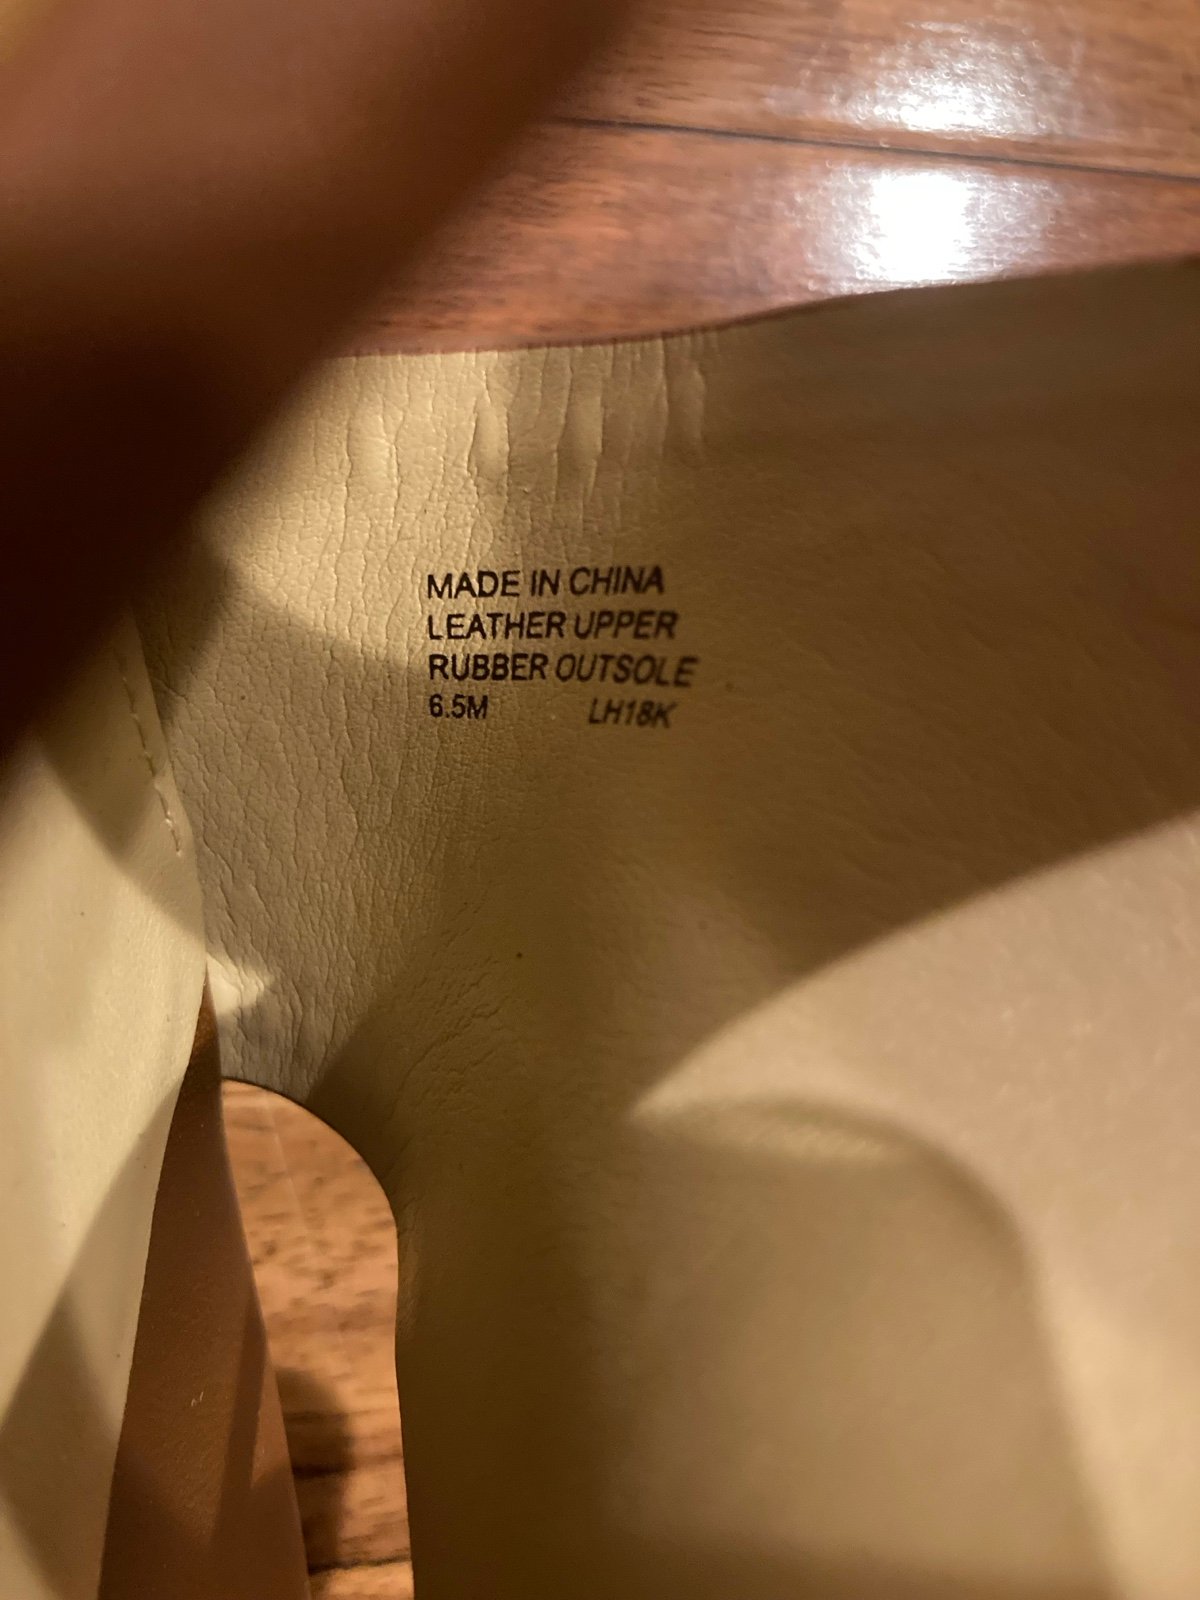 MADE IN CHINA
LEATHER UPPER
RUBBER OUTSOLE
6.5M LH18K